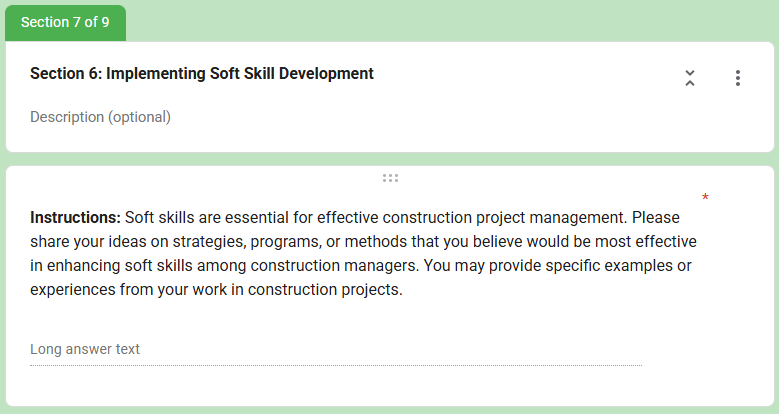 Section 7 of 9
Section 6: Implementing Soft Skill Development
Description (optional)
*
Instructions: Soft skills are essential for effective construction project management. Please
share your ideas on strategies, programs, or methods that you believe would be most effective
in enhancing soft skills among construction managers. You may provide specific examples or
experiences from your work in construction projects.
Long answer text